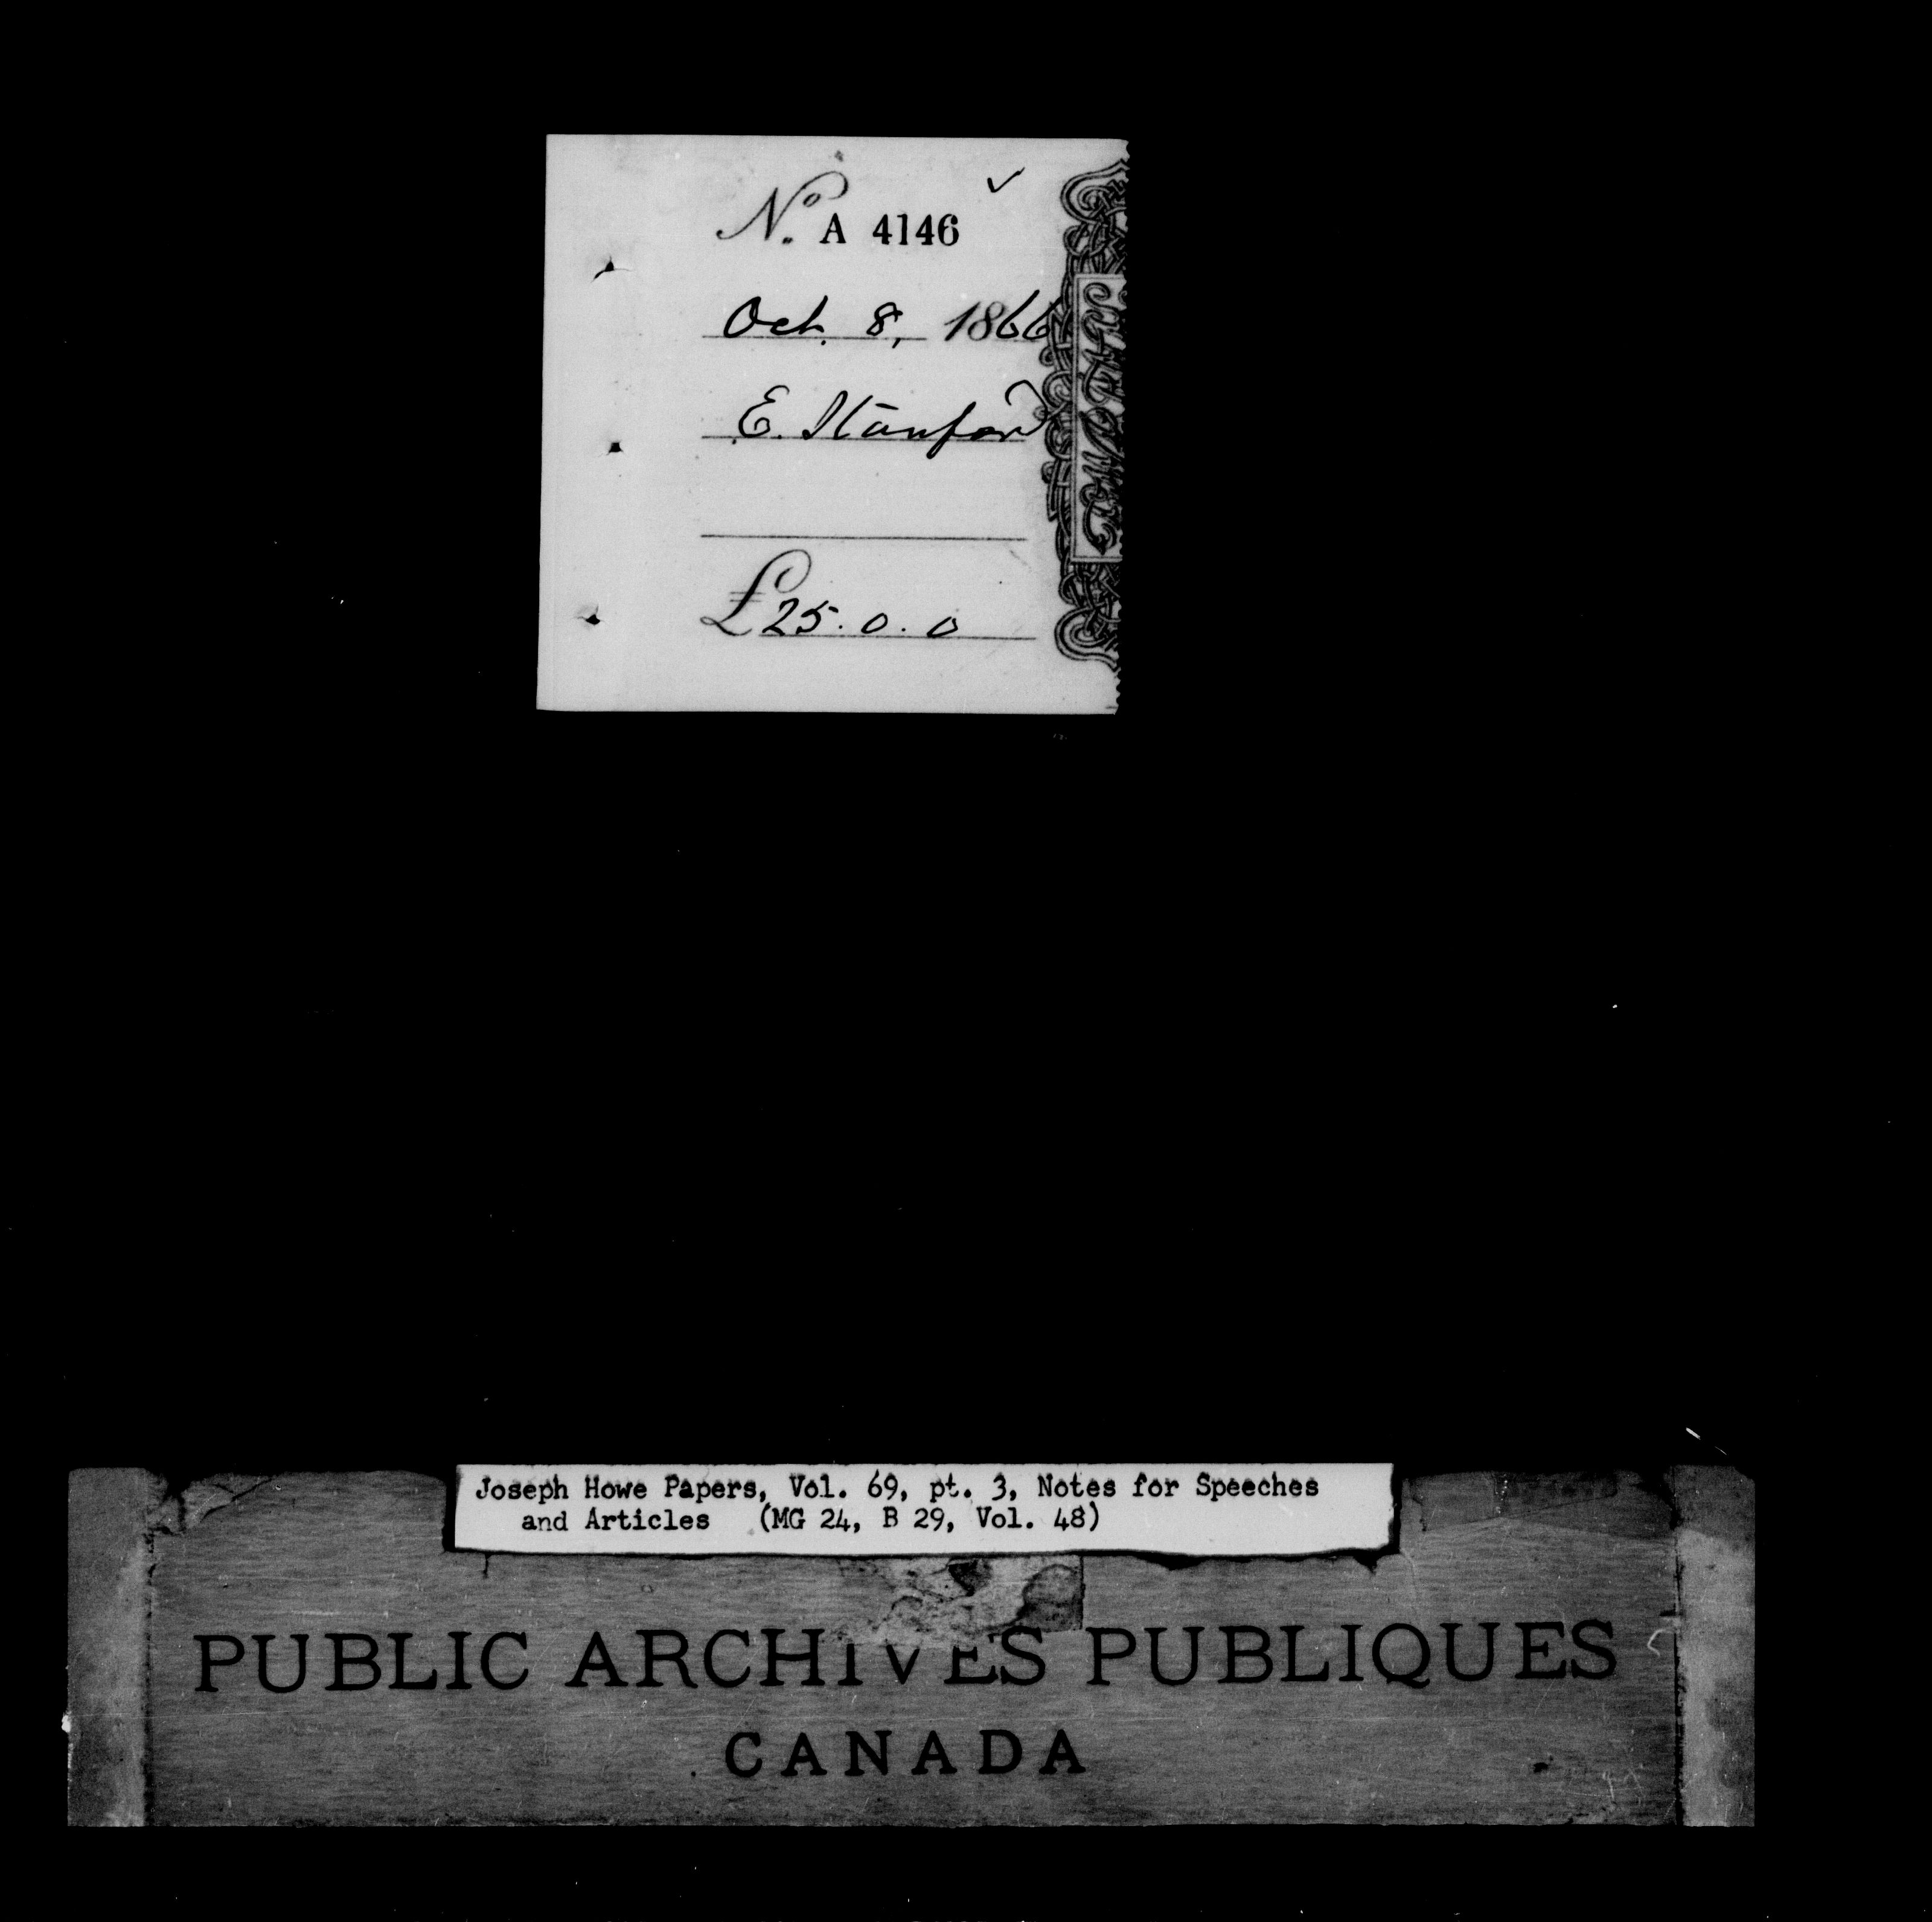 ✓
No. A 4146
Oct. 8, 1866
E. Stanford
£25.0.0
Joseph Howe Papers, Vol. 69, pt. 3, Notes for Speeches
and Articles (MG 24, B 29, Vol. 48)
PUBLIC ARCHIVES PUBLIQUES
CANADA